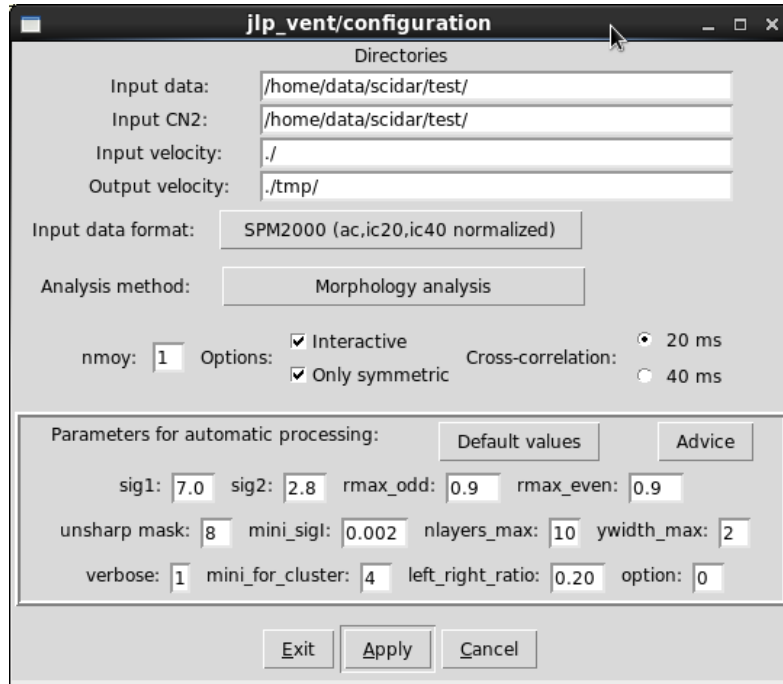 jlp_vent/configuration
Directories
Input data: /home/data/scidar/test/
Input CN2: /home/data/scidar/test/
Input velocity: ./
Output velocity: ./tmp/
Input data format: SPM2000 (ac,ic20,ic40 normalized)
Analysis method: Morphology analysis
nmoy: 1 Options: Interactive Only symmetric Cross-correlation: 20 ms 40 ms
Parameters for automatic processing: Default values Advice
sig1: 7.0 sig2: 2.8 rmax_odd: 0.9 rmax_even: 0.9
unsharp mask: 8 mini_sigI: 0.002 nlayers_max: 10 ywidth_max: 2
verbose: 1 mini_for_cluster: 4 left_right_ratio: 0.20 option: 0
Exit Apply Cancel